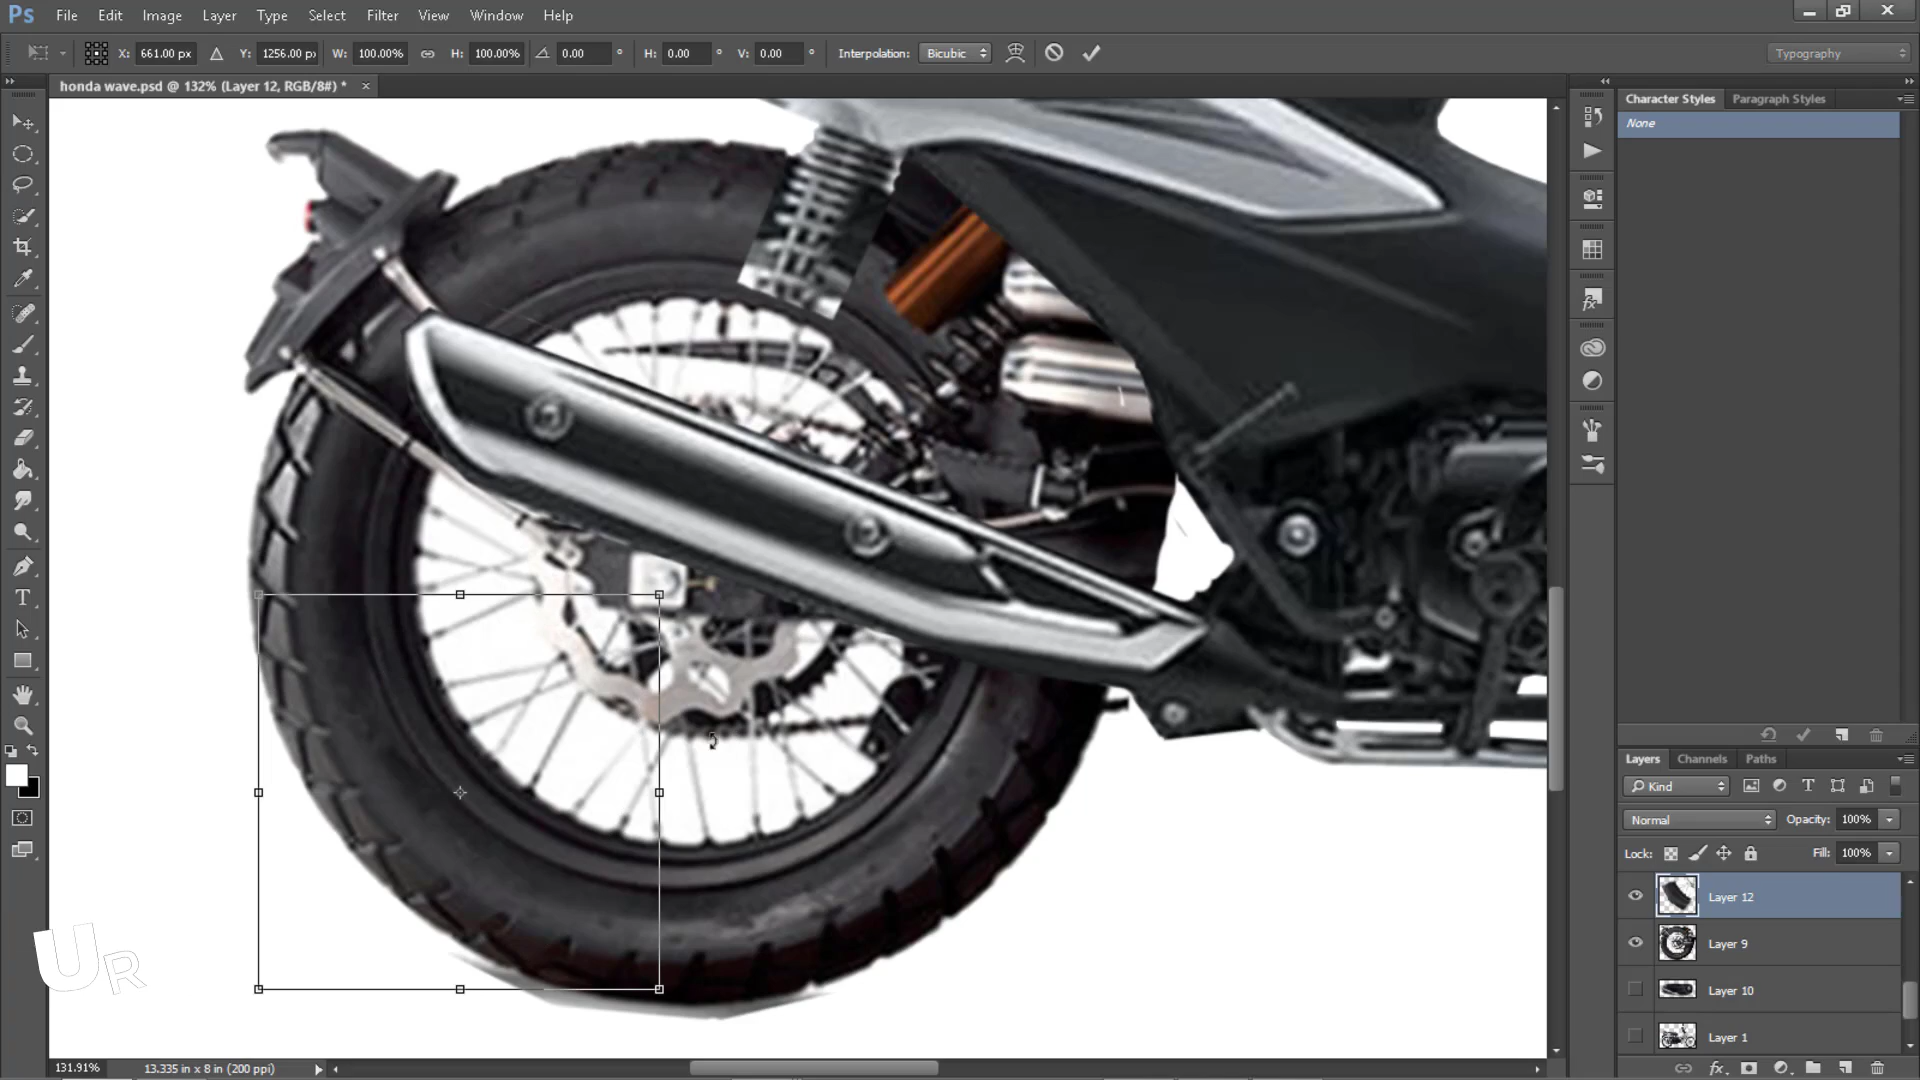 Ps File Edit Image Layer Type Select Filter View Window Help
X: 661.00 px Y: 1256.00 px W: 100.00% H: 100.00% 0.00 ° H: 0.00 ° V: 0.00 ° Interpolation: Bicubic Typography
honda wave.psd @ 132% (Layer 12, RGB/8#) * ×
Character Styles Paragraph Styles
None
Layers Channels Paths
Kind
Normal Opacity: 100%
Lock: Fill: 100%
Layer 12
Layer 9
Layer 10
Layer 1
UR
131.91% 13.335 in x 8 in (200 ppi)